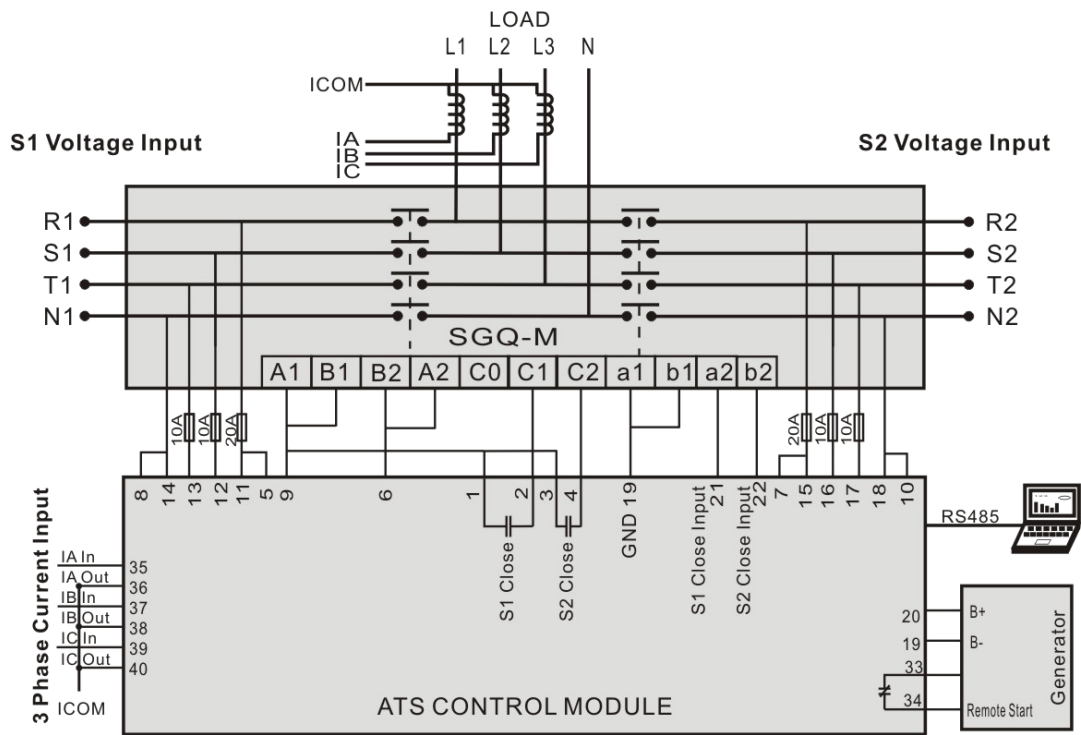 LOAD
L1 L2 L3 N
ICOM
IA
IB
IC
S1 Voltage Input
S2 Voltage Input
R1 R2
S1 S2
T1 T2
N1 N2
SGQ-M
A1 B1 B2 A2 C0 C1 C2 a1 b1 a2 b2
10A 10A 20A 20A 10A 10A
8 14 13 12 11 5 9 6 1 2 3 4 GND 19 21 22 7 15 16 17 18 10
S1 Close
S2 Close
S1 Close Input
S2 Close Input
RS485
3 Phase Current Input
IA In 35
IA Out 36
IB In 37
IB Out 38
IC In 39
IC Out 40
ICOM
ATS CONTROL MODULE
20 B+
19 B-
33
34 Remote Start
Generator